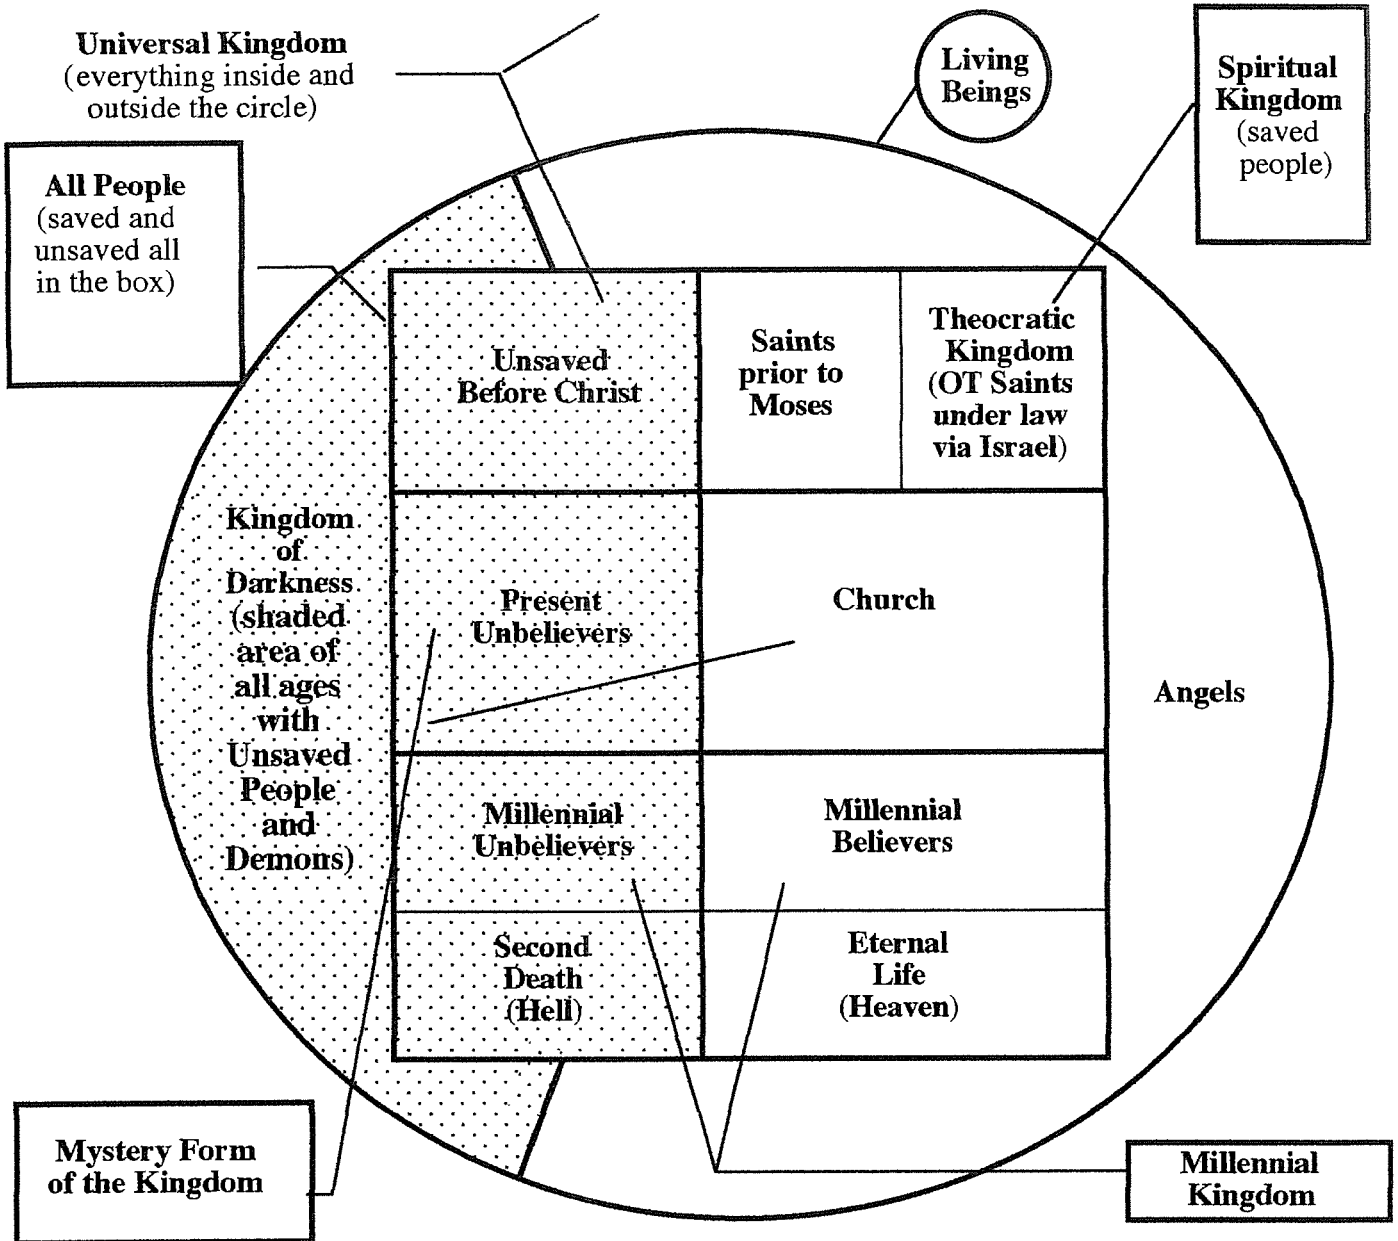 Universal Kingdom
(everything inside and
outside the circle)
Living
Beings
Spiritual
Kingdom
(saved
people)
All People
(saved and
unsaved all
in the box)
Unsaved
Before Christ
Saints
prior to
Moses
Theocratic
Kingdom
(OT Saints
under law
via Israel)
Kingdom
of
Darkness
(shaded
area of
all ages
with
Unsaved
People
and
Demons)
Present
Unbelievers
Church
Angels
Millennial
Unbelievers
Millennial
Believers
Second
Death
(Hell)
Eternal
Life
(Heaven)
Mystery Form
of the Kingdom
Millennial
Kingdom